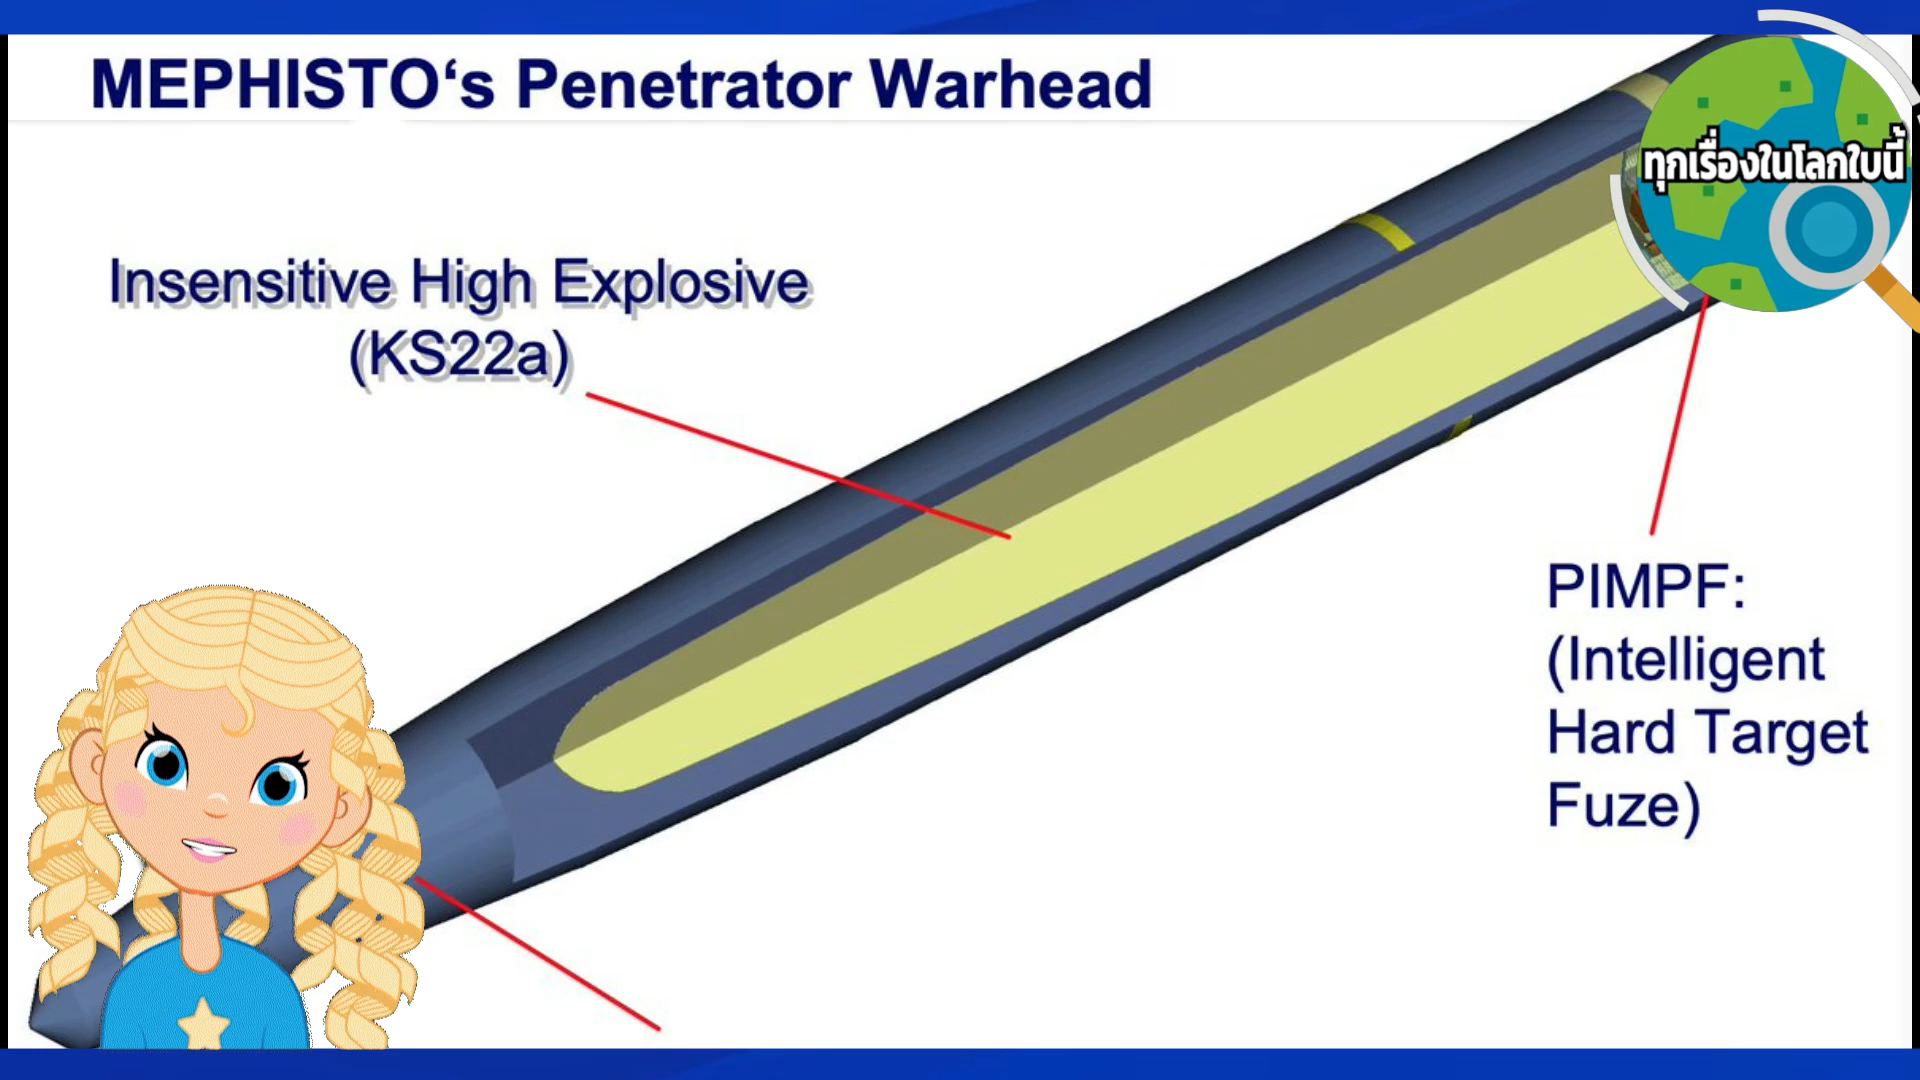 MEPHISTO‘s Penetrator Warhead
ทุกเรื่องในโลกใบนี้
Insensitive High Explosive
(KS22a)
PIMPF:
(Intelligent
Hard Target
Fuze)